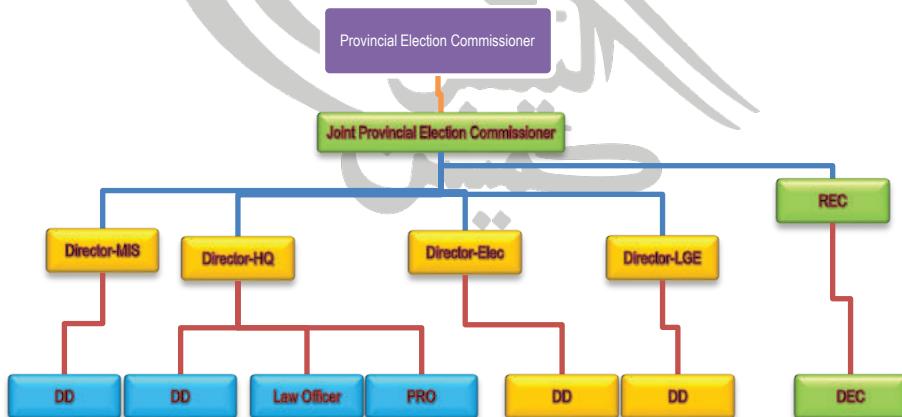 Provincial Election Commissioner
Joint Provincial Election Commissioner
REC
Director-MIS
Director-HQ
Director-Elec
Director-LGE
DD
DD
Law Officer
PRO
DD
DD
DEC